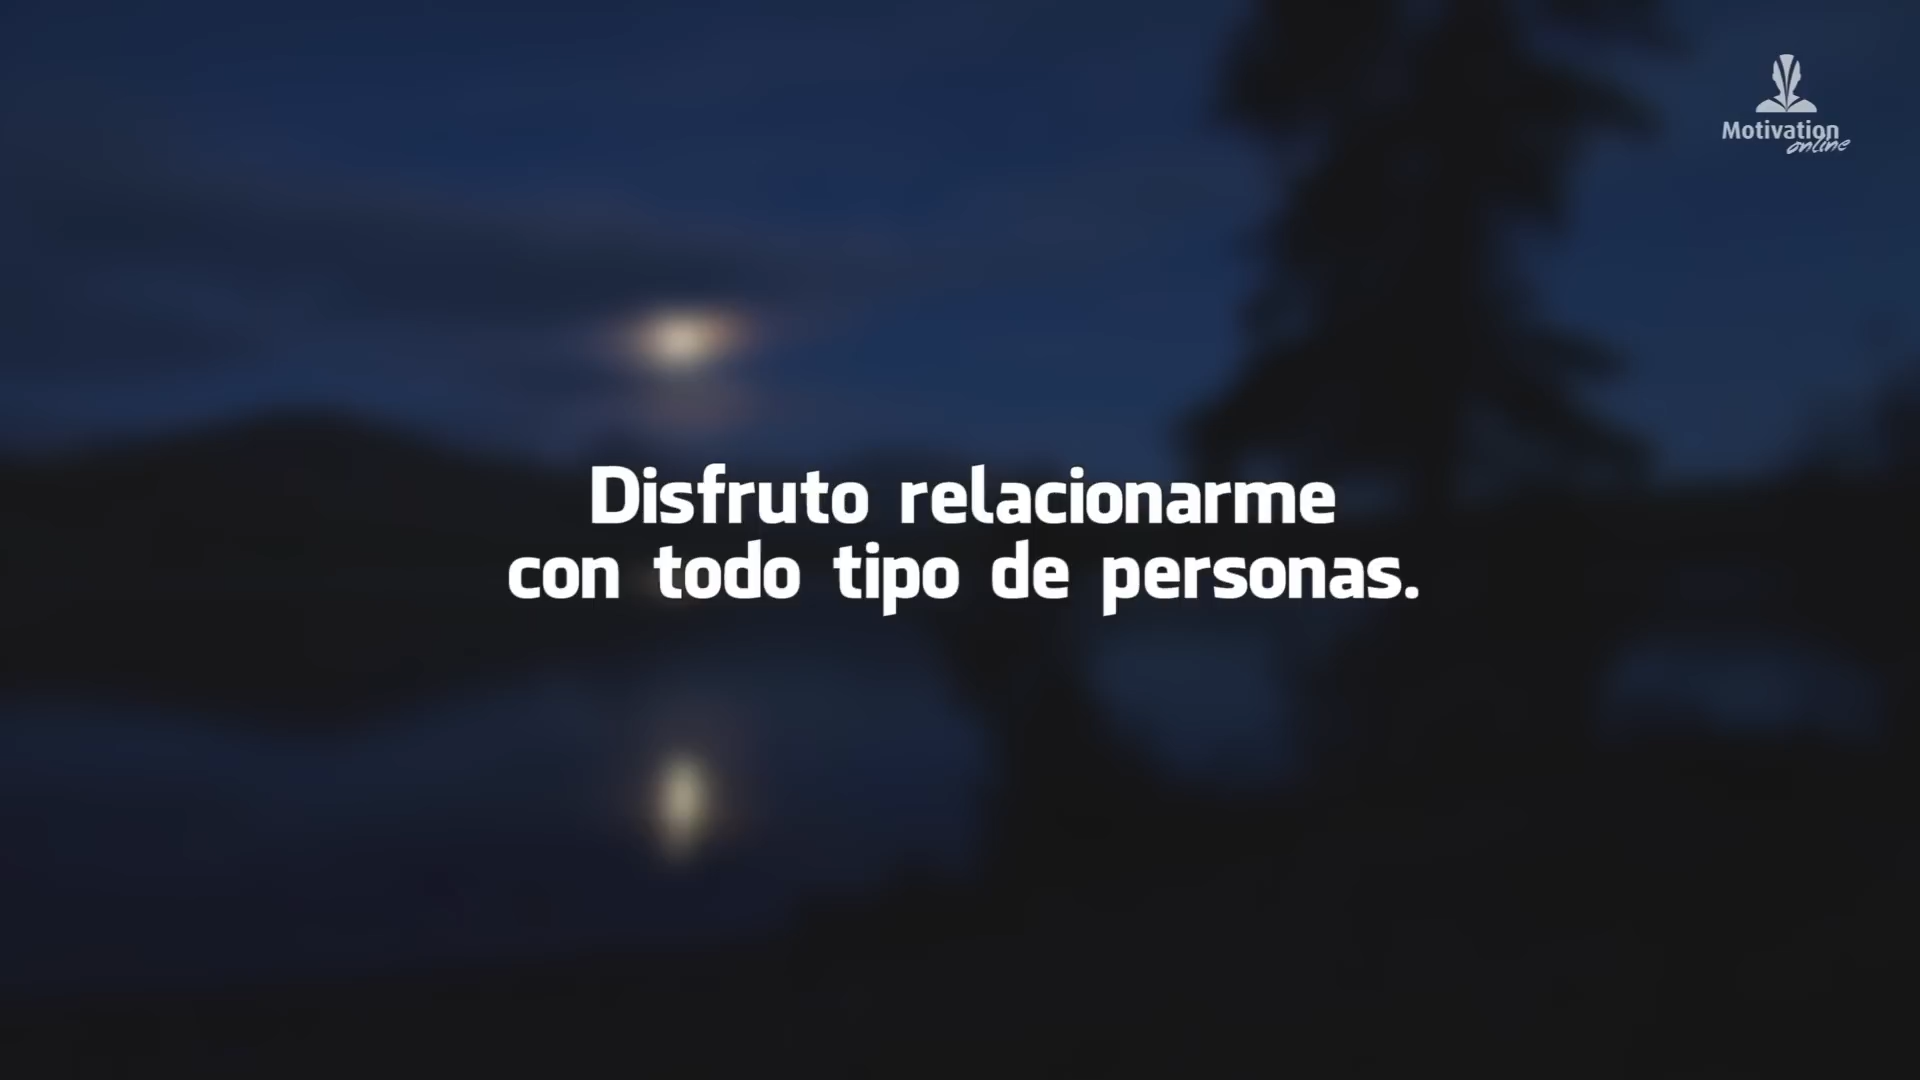 Motivation
online
Disfruto relacionarme
con todo tipo de personas.